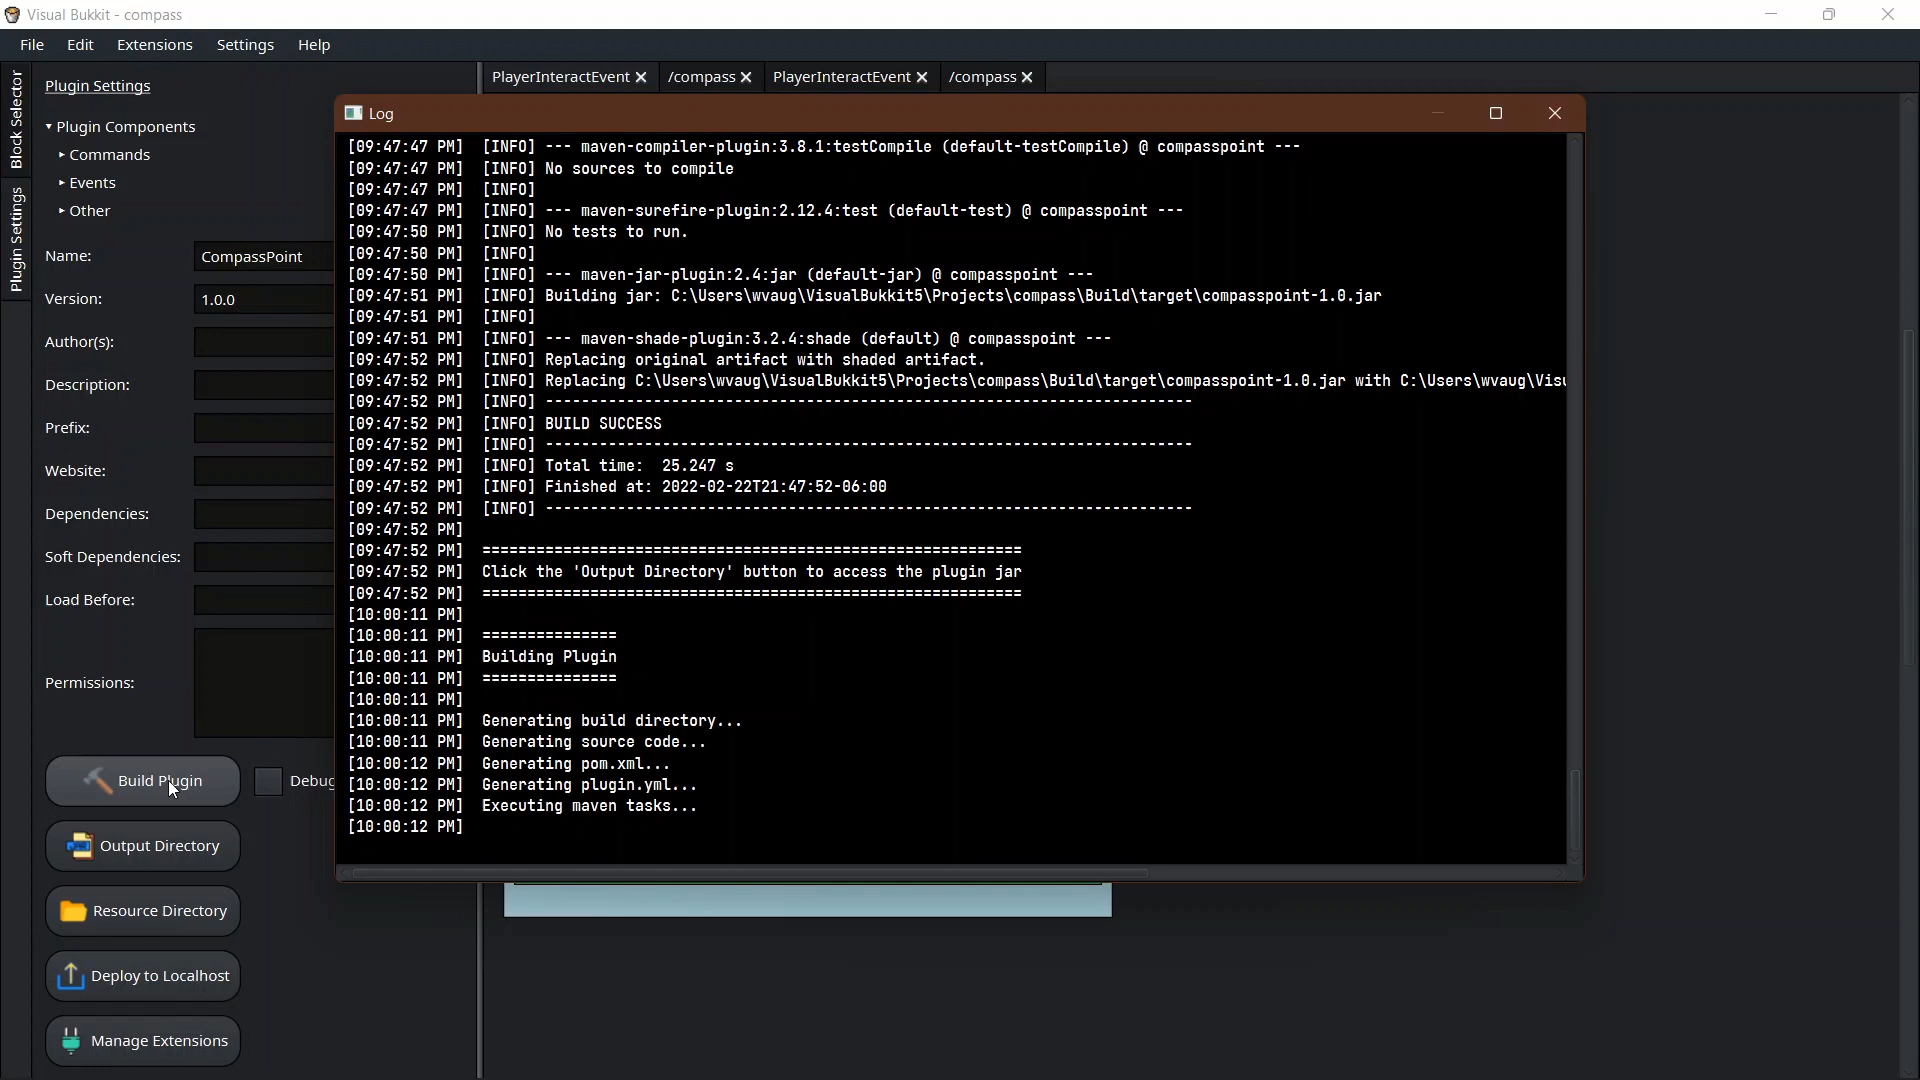 Visual Bukkit - compass
File Edit Extensions Settings Help
Block Selector
Plugin Settings
Plugin Settings
Plugin Components
Commands
Events
Other
Name: CompassPoint
Version: 1.0.0
Author(s):
Description:
Prefix:
Website:
Dependencies:
Soft Dependencies:
Load Before:
Permissions:
Build Plugin Debug
Output Directory
Resource Directory
Deploy to Localhost
Manage Extensions
PlayerInteractEvent /compass PlayerInteractEvent /compass
Log
[09:47:47 PM] [INFO] --- maven-compiler-plugin:3.8.1:testCompile (default-testCompile) @ compasspoint ---
[09:47:47 PM] [INFO] No sources to compile
[09:47:47 PM] [INFO]
[09:47:47 PM] [INFO] --- maven-surefire-plugin:2.12.4:test (default-test) @ compasspoint ---
[09:47:50 PM] [INFO] No tests to run.
[09:47:50 PM] [INFO]
[09:47:50 PM] [INFO] --- maven-jar-plugin:2.4:jar (default-jar) @ compasspoint ---
[09:47:51 PM] [INFO] Building jar: C:\Users\wvaug\VisualBukkit5\Projects\compass\Build\target\compasspoint-1.0.jar
[09:47:51 PM] [INFO]
[09:47:51 PM] [INFO] --- maven-shade-plugin:3.2.4:shade (default) @ compasspoint ---
[09:47:52 PM] [INFO] Replacing original artifact with shaded artifact.
[09:47:52 PM] [INFO] Replacing C:\Users\wvaug\VisualBukkit5\Projects\compass\Build\target\compasspoint-1.0.jar with C:\Users\wvaug\Visu
[09:47:52 PM] [INFO] ------------------------------------------------------------------------
[09:47:52 PM] [INFO] BUILD SUCCESS
[09:47:52 PM] [INFO] ------------------------------------------------------------------------
[09:47:52 PM] [INFO] Total time:  25.247 s
[09:47:52 PM] [INFO] Finished at: 2022-02-22T21:47:52-06:00
[09:47:52 PM] [INFO] ------------------------------------------------------------------------
[09:47:52 PM]
[09:47:52 PM] ============================================================
[09:47:52 PM] Click the 'Output Directory' button to access the plugin jar
[09:47:52 PM] ============================================================
[10:00:11 PM]
[10:00:11 PM] ===============
[10:00:11 PM] Building Plugin
[10:00:11 PM] ===============
[10:00:11 PM]
[10:00:11 PM] Generating build directory...
[10:00:11 PM] Generating source code...
[10:00:12 PM] Generating pom.xml...
[10:00:12 PM] Generating plugin.yml...
[10:00:12 PM] Executing maven tasks...
[10:00:12 PM]